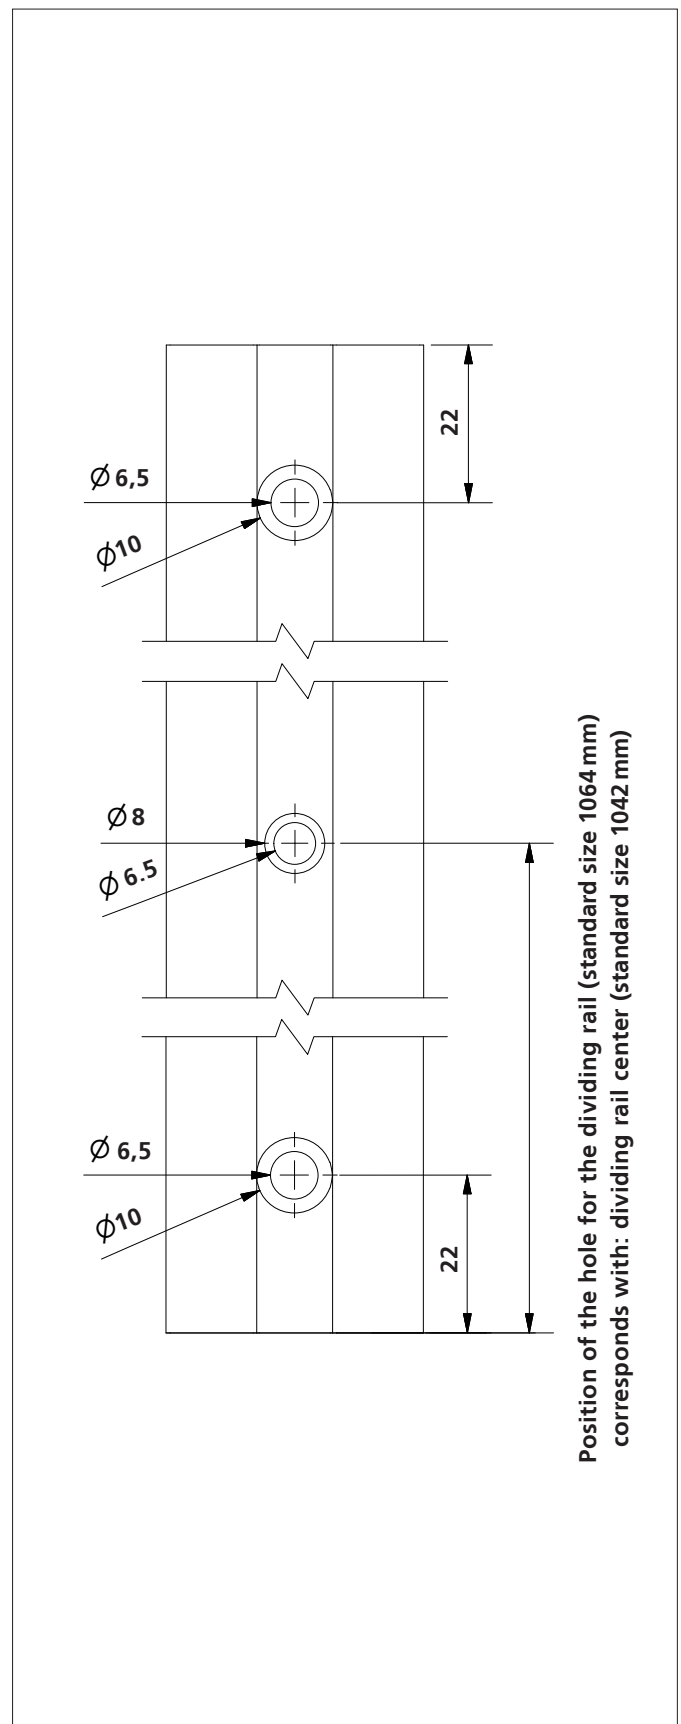 22
Ø 6,5
Ø10
Ø 8
Ø 6.5
Ø 6,5
Ø10
22
Position of the hole for the dividing rail (standard size 1064 mm)
corresponds with: dividing rail center (standard size 1042 mm)